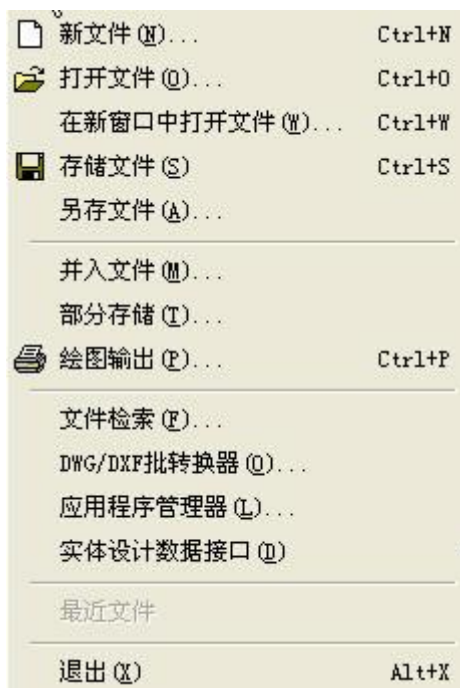 新文件(N)... Ctrl+N
打开文件(O)... Ctrl+O
在新窗口中打开文件(W)... Ctrl+W
存储文件(S) Ctrl+S
另存文件(A)...
并入文件(M)...
部分存储(T)...
绘图输出(P)... Ctrl+P
文件检索(F)...
DWG/DXF批转换器(O)...
应用程序管理器(L)...
实体设计数据接口(D)
最近文件
退出(X) Alt+X